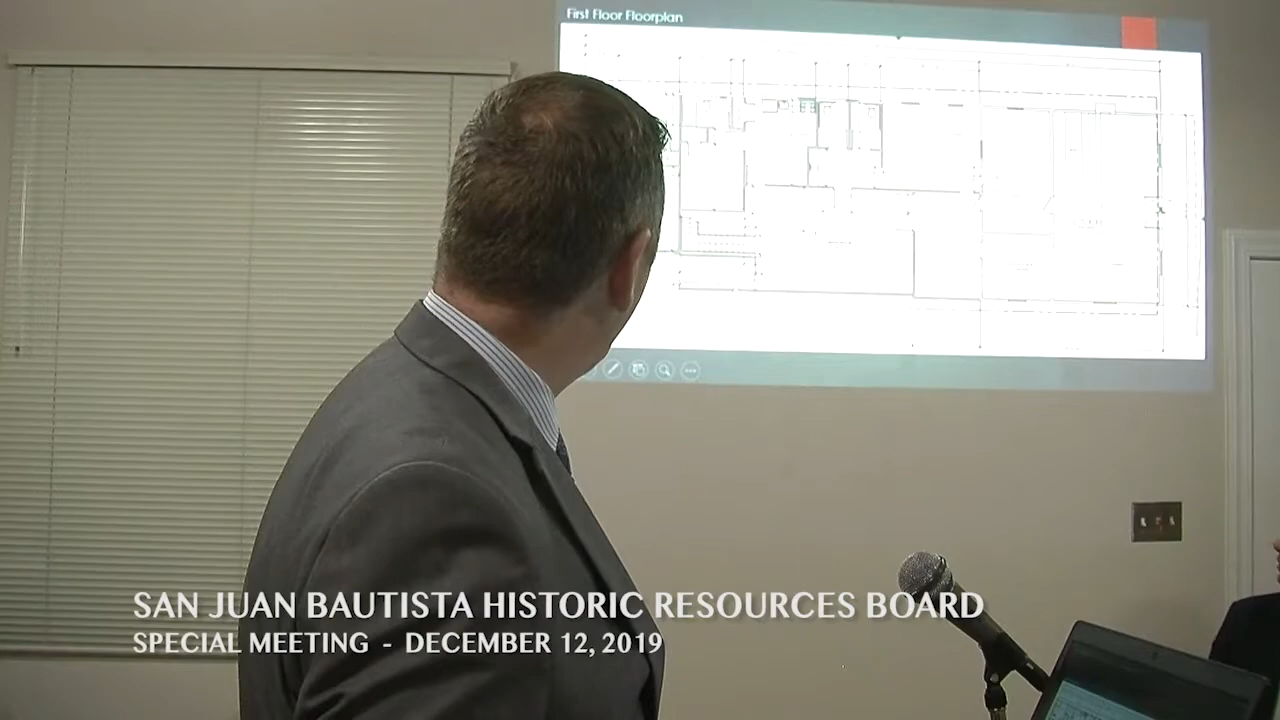 First Floor Floorplan
SAN JUAN BAUTISTA HISTORIC RESOURCES BOARD
SPECIAL MEETING - DECEMBER 12, 2019